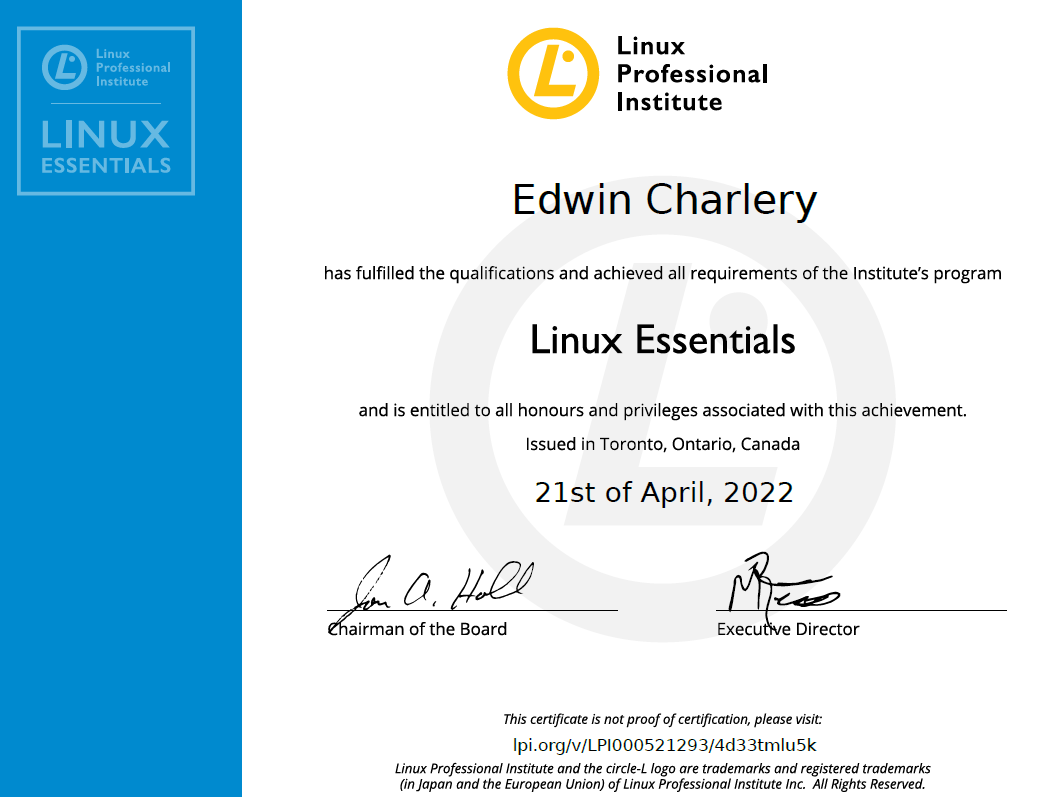 Linux
Professional
Institute
LINUX
ESSENTIALS
Linux
Professional
Institute
Edwin Charlery
has fulfilled the qualifications and achieved all requirements of the Institute's program
Linux Essentials
and is entitled to all honours and privileges associated with this achievement.
Issued in Toronto, Ontario, Canada
21st of April, 2022
Jon A. Hall
Chairman of the Board
Executive Director
This certificate is not proof of certification, please visit:
lpi.org/v/LPI000521293/4d33tmlu5k
Linux Professional Institute and the circle-L logo are trademarks and registered trademarks
(in Japan and the European Union) of Linux Professional Institute Inc.  All Rights Reserved.